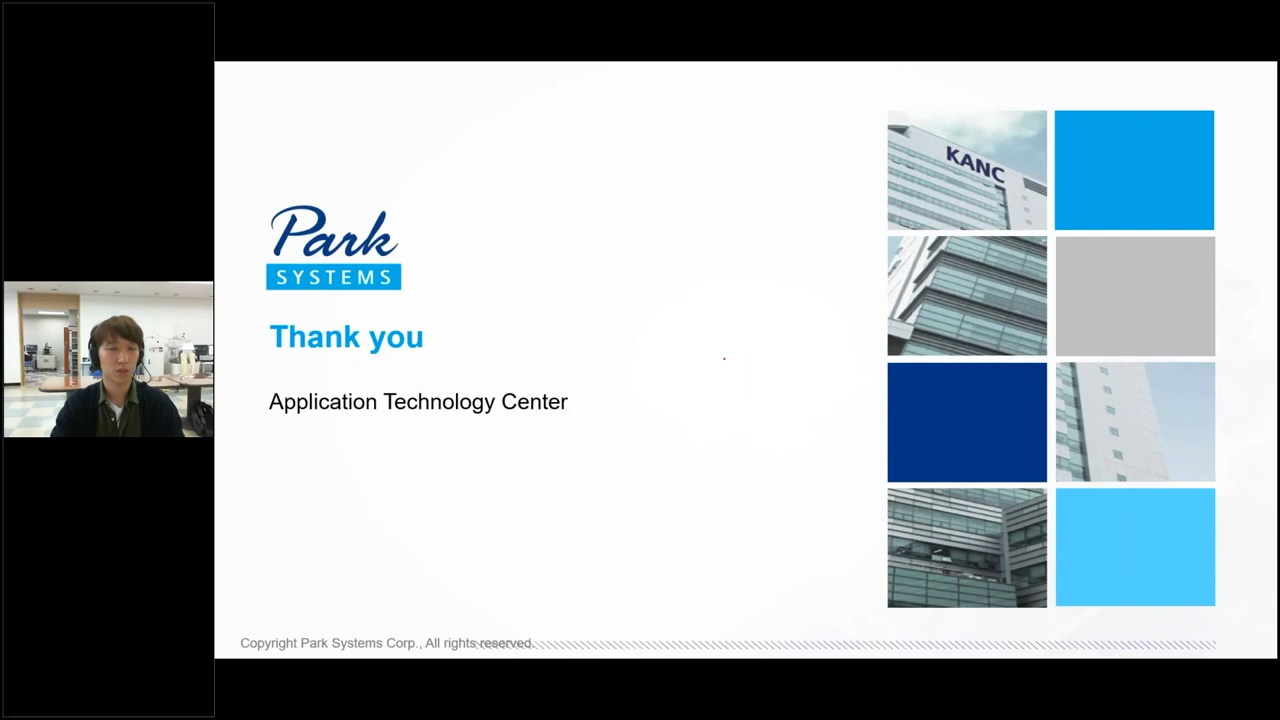 KANC
Park
SYSTEMS
Thank you
Application Technology Center
Copyright Park Systems Corp., All rights reserved.